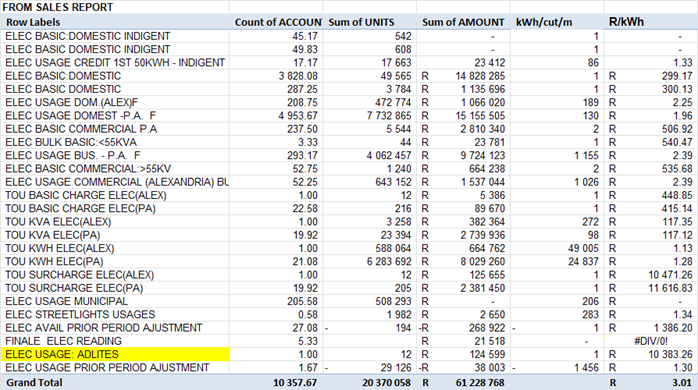 FROM SALES REPORT
Row Labels Count of ACCOUN Sum of UNITS Sum of AMOUNT kWh/cut/m R/kWh
ELEC BASIC:DOMESTIC INDIGENT 45.17 542 - 1 -
ELEC BASIC:DOMESTIC INDIGENT 49.83 608 - 1 -
ELEC USAGE CREDIT 1ST 50KWH - INDIGENT 17.17 17 663 23 412 86 1.33
ELEC BASIC:DOMESTIC 3 828.08 49 565 R 14 828 285 1 R 299.17
ELEC BASIC DOMESTIC 287.25 3 784 R 1 135 696 1 R 300.13
ELEC USAGE DOM.(ALEX)F 208.75 472 774 R 1 066 020 189 R 2.25
ELEC USAGE DOMEST -P.A. F 4 953.67 7 732 865 R 15 155 505 130 R 1.96
ELEC BASIC COMMERCIAL P.A 237.50 5 544 R 2 810 340 2 R 506.92
ELEC BULK BASIC:<55KVA 3.33 44 R 23 781 1 R 540.47
ELEC USAGE BUS. - P.A. F 293.17 4 062 457 R 9 724 123 1 155 R 2.39
ELEC BASIC COMMERCIAL:>55KV 52.75 1 240 R 664 238 2 R 535.68
ELEC USAGE COMMERCIAL (ALEXANDRIA) BU 52.25 643 152 R 1 537 044 1 026 R 2.39
TOU BASIC CHARGE ELEC(ALEX) 1.00 12 R 5 386 1 R 448.85
TOU BASIC CHARGE ELEC(PA) 22.58 216 R 89 670 1 R 415.14
TOU KVA ELEC(ALEX) 1.00 3 258 R 382 364 272 R 117.35
TOU KVA ELEC(PA) 19.92 23 394 R 2 739 936 98 R 117.12
TOU KWH ELEC(ALEX) 1.00 588 064 R 664 762 49 005 R 1.13
TOU KWH ELEC(PA) 21.08 6 283 692 R 8 029 260 24 837 R 1.28
TOU SURCHARGE ELEC(ALEX) 1.00 12 R 125 655 1 R 10 471.26
TOU SURCHARGE ELEC(PA) 19.92 205 R 2 381 450 1 R 11 616.83
ELEC USAGE MUNICIPAL 205.58 508 293 R - 206 R -
ELEC STREETLIGHTS USAGES 0.58 1 982 R 2 650 283 R 1.34
ELEC AVAIL PRIOR PERIOD AJUSTMENT 27.08 - 194 -R 268 922 - 1 R 1 386.20
FINALE ELEC READING 5.33 R 21 518 - #DIV/0!
ELEC USAGE: ADLITES 1.00 12 R 124 599 1 R 10 383.26
ELEC USAGE PRIOR PERIOD AJUSTMENT 1.67 - 29 126 -R 38 003 - 1 456 R 1.30
Grand Total 10 357.67 20 370 058 R 61 228 768 R 3.01